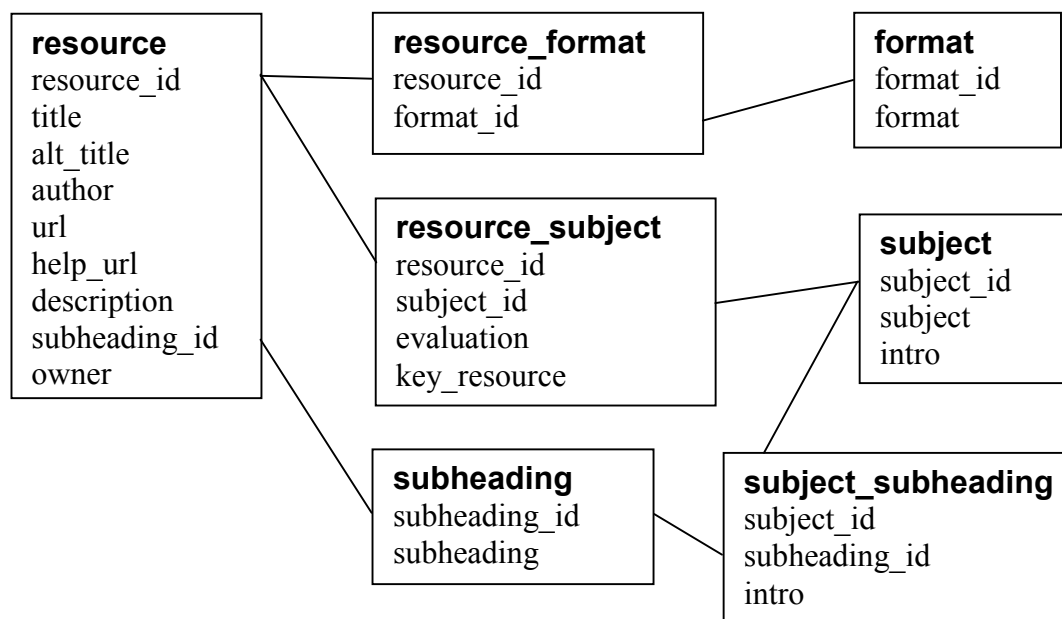 resource
resource_id
title
alt_title
author
url
help_url
description
subheading_id
owner
resource_format
resource_id
format_id
format
format_id
format
resource_subject
resource_id
subject_id
evaluation
key_resource
subject
subject_id
subject
intro
subheading
subheading_id
subheading
subject_subheading
subject_id
subheading_id
intro